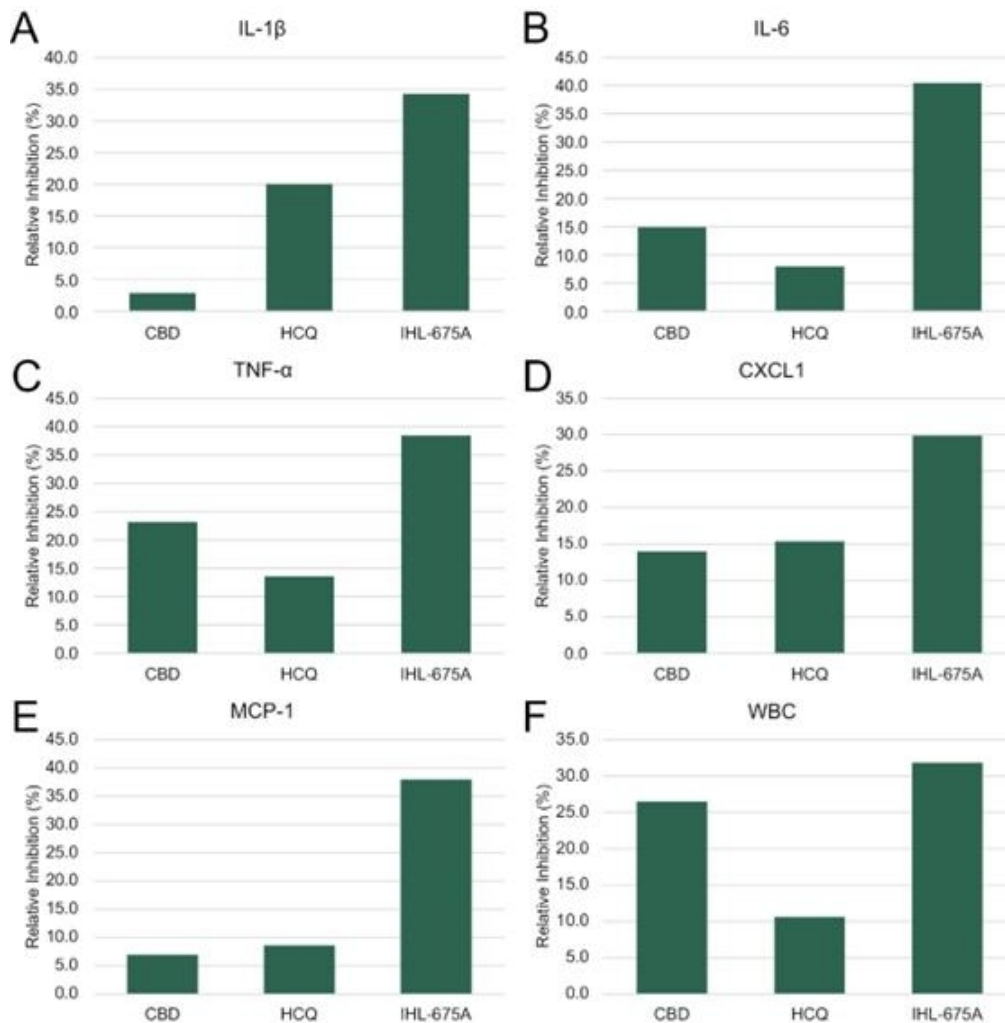 A
IL-1β
Relative Inhibition (%)
40.0
35.0
30.0
25.0
20.0
15.0
10.0
5.0
0.0
CBD HCQ IHL-675A
B
IL-6
Relative Inhibition (%)
45.0
40.0
35.0
30.0
25.0
20.0
15.0
10.0
5.0
0.0
CBD HCQ IHL-675A
C
TNF-α
Relative Inhibition (%)
45.0
40.0
35.0
30.0
25.0
20.0
15.0
10.0
5.0
0.0
CBD HCQ IHL-675A
D
CXCL1
Relative Inhibition (%)
35.0
30.0
25.0
20.0
15.0
10.0
5.0
0.0
CBD HCQ IHL-675A
E
MCP-1
Relative Inhibition (%)
45.0
40.0
35.0
30.0
25.0
20.0
15.0
10.0
5.0
0.0
CBD HCQ IHL-675A
F
WBC
Relative Inhibition (%)
35.0
30.0
25.0
20.0
15.0
10.0
5.0
0.0
CBD HCQ IHL-675A